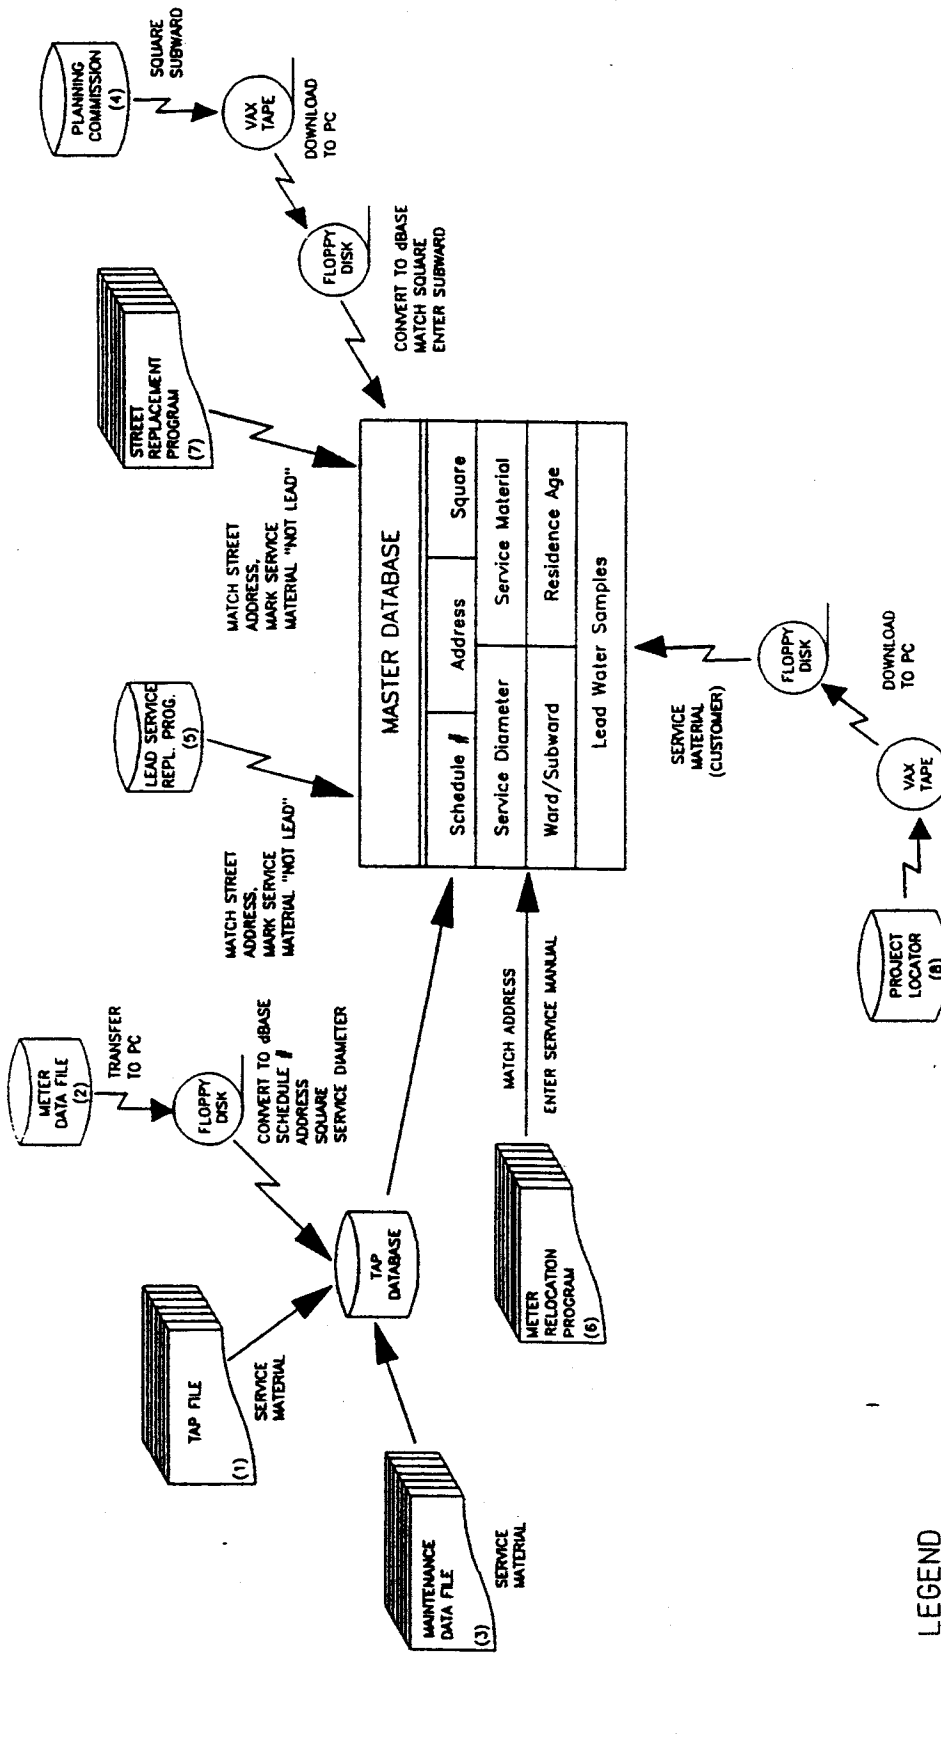 METER
DATA FILE
(2)
TRANSFER
TO PC
FLOPPY
DISK
CONVERT TO dBASE
SCHEDULE #
ADDRESS
SQUARE
SERVICE DIAMETER
TAP FILE
(1)
SERVICE
MATERIAL
MAINTENANCE
DATA FILE
(3)
SERVICE
MATERIAL
TAP
DATABASE
LEAD SERVICE
REPL. PROG.
(5)
MATCH STREET
ADDRESS,
MARK SERVICE
MATERIAL "NOT LEAD"
STREET
REPLACEMENT
PROGRAM
(7)
MATCH STREET
ADDRESS,
MARK SERVICE
MATERIAL "NOT LEAD"
PLANNING
COMMISSION
(4)
SQUARE
SUBWARD
VAX
TAPE
DOWNLOAD
TO PC
FLOPPY
DISK
CONVERT TO dBASE
MATCH SQUARE
ENTER SUBWARD
MASTER DATABASE
Schedule # Address Square
Service Diameter Service Material
Ward/Subward Residence Age
Lead Water Samples
METER
RELOCATION
PROGRAM
(6)
MATCH ADDRESS
ENTER SERVICE MANUAL
SERVICE
MATERIAL
(CUSTOMER)
FLOPPY
DISK
DOWNLOAD
TO PC
VAX
TAPE
PROJECT
LOCATOR
(8)
LEGEND